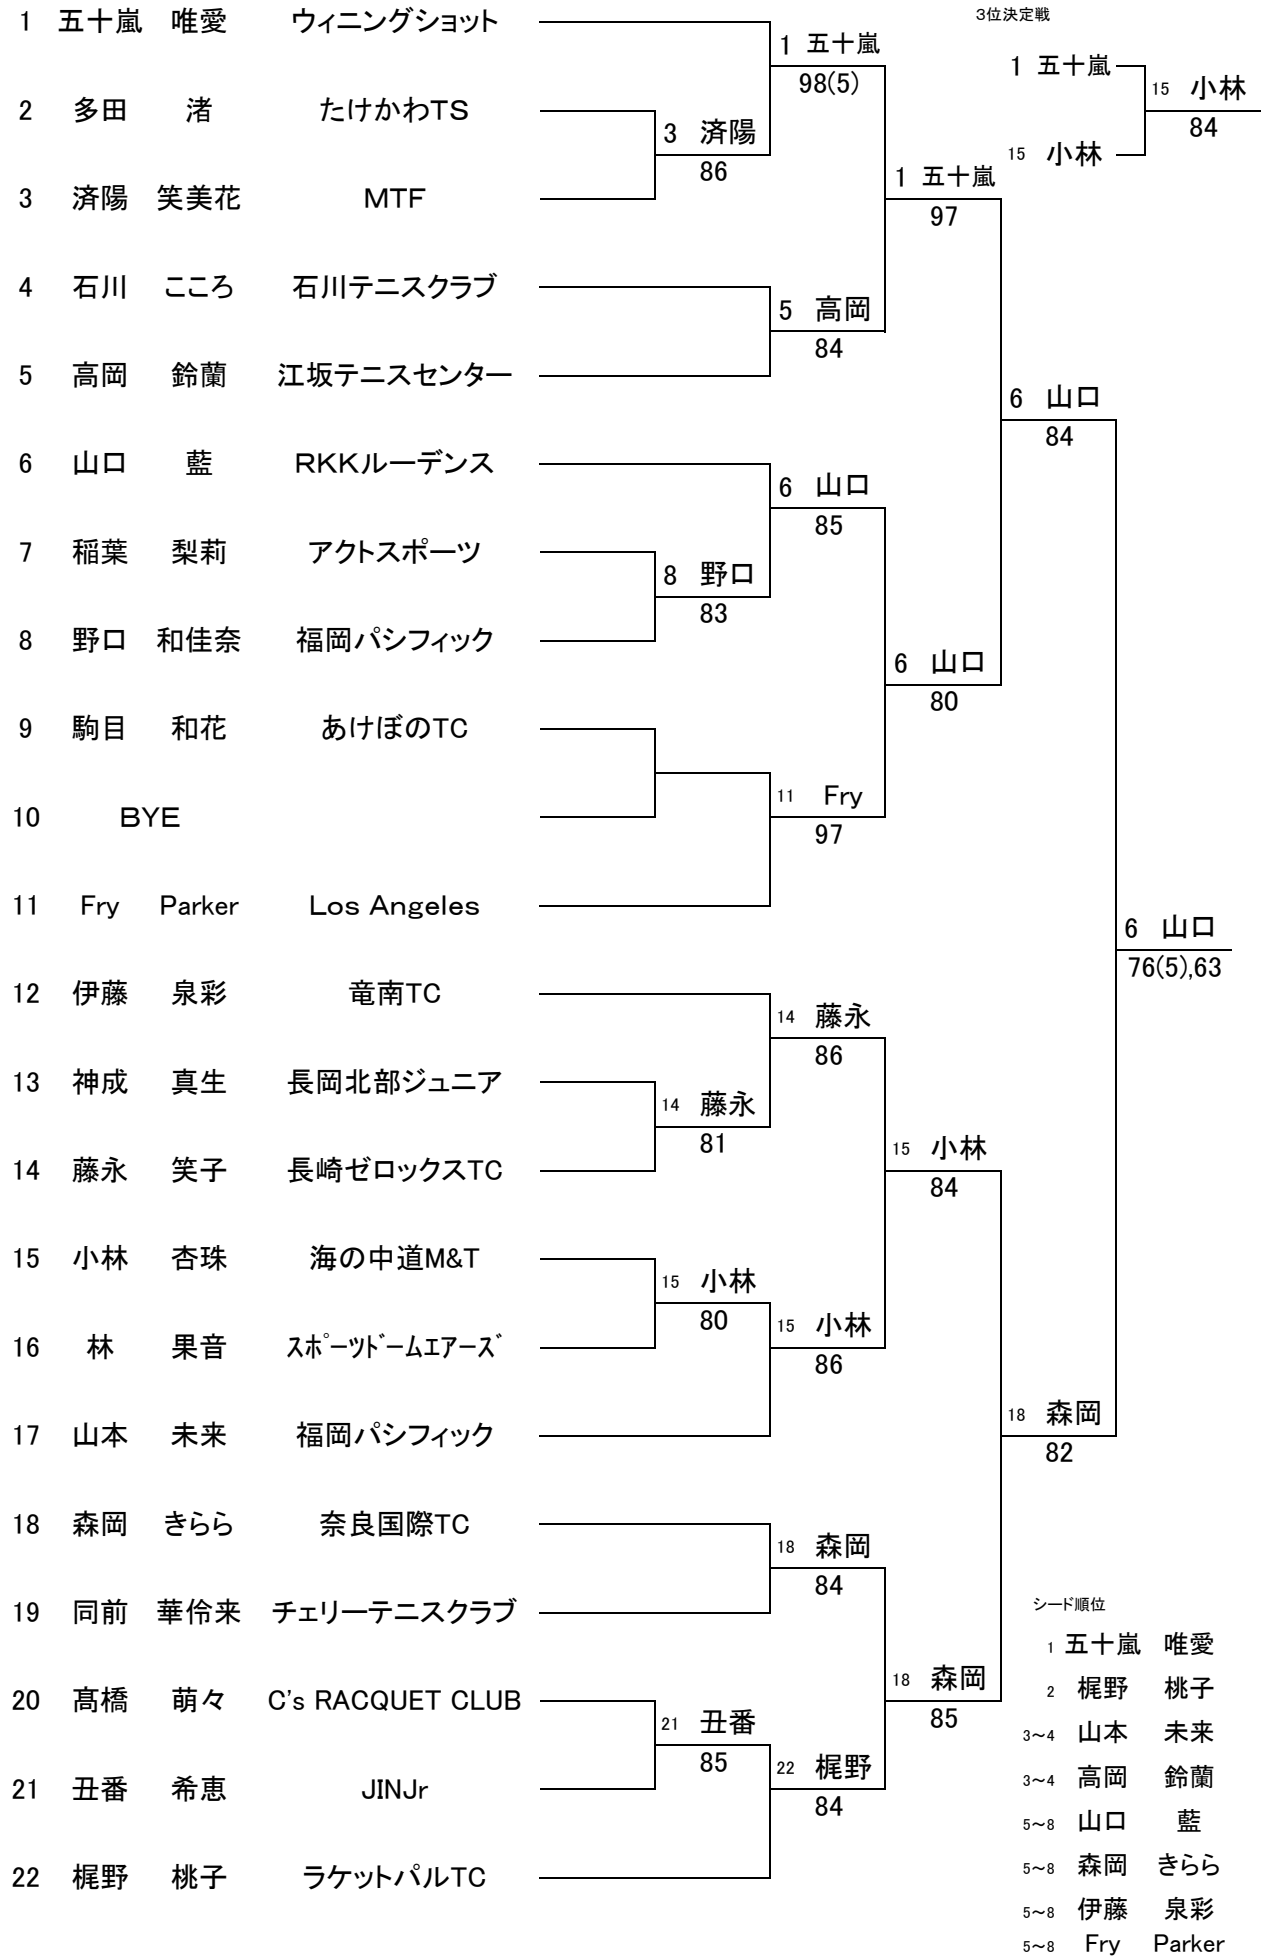 1 五十嵐 唯愛 ウィニングショット
2 多田 渚 たけかわTS
3 済陽 笑美花 MTF
4 石川 こころ 石川テニスクラブ
5 高岡 鈴蘭 江坂テニスセンター
6 山口 藍 RKKルーデンス
7 稲葉 梨莉 アクトスポーツ
8 野口 和佳奈 福岡パシフィック
9 駒目 和花 あけぼのTC
10 BYE
11 Fry Parker Los Angeles
12 伊藤 泉彩 竜南TC
13 神成 真生 長岡北部ジュニア
14 藤永 笑子 長崎ゼロックスTC
15 小林 杏珠 海の中道M&T
16 林 果音 スポーツドームエアーズ
17 山本 未来 福岡パシフィック
18 森岡 きらら 奈良国際TC
19 同前 華伶来 チェリーテニスクラブ
20 髙橋 萌々 C's RACQUET CLUB
21 丑番 希恵 JINJr
22 梶野 桃子 ラケットパルTC
3 済陽
86
8 野口
83
14 藤永
81
15 小林
80
21 丑番
85
1 五十嵐
98(5)
5 高岡
84
6 山口
85
11 Fry
97
14 藤永
86
15 小林
86
18 森岡
84
22 梶野
84
1 五十嵐
97
6 山口
80
15 小林
84
18 森岡
85
6 山口
84
18 森岡
82
6 山口
76(5),63
3位決定戦
1 五十嵐
15 小林
15 小林
84
シード順位
1 五十嵐 唯愛
2 梶野 桃子
3~4 山本 未来
3~4 高岡 鈴蘭
5~8 山口 藍
5~8 森岡 きらら
5~8 伊藤 泉彩
5~8 Fry Parker